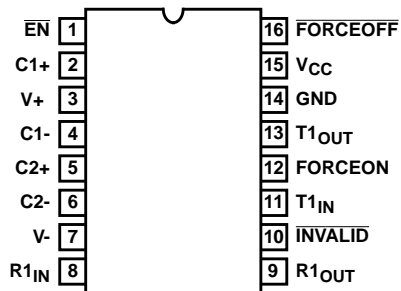 EN 1 16 FORCEOFF
C1+ 2 15 VCC
V+ 3 14 GND
C1- 4 13 T1OUT
C2+ 5 12 FORCEON
C2- 6 11 T1IN
V- 7 10 INVALID
R1IN 8 9 R1OUT